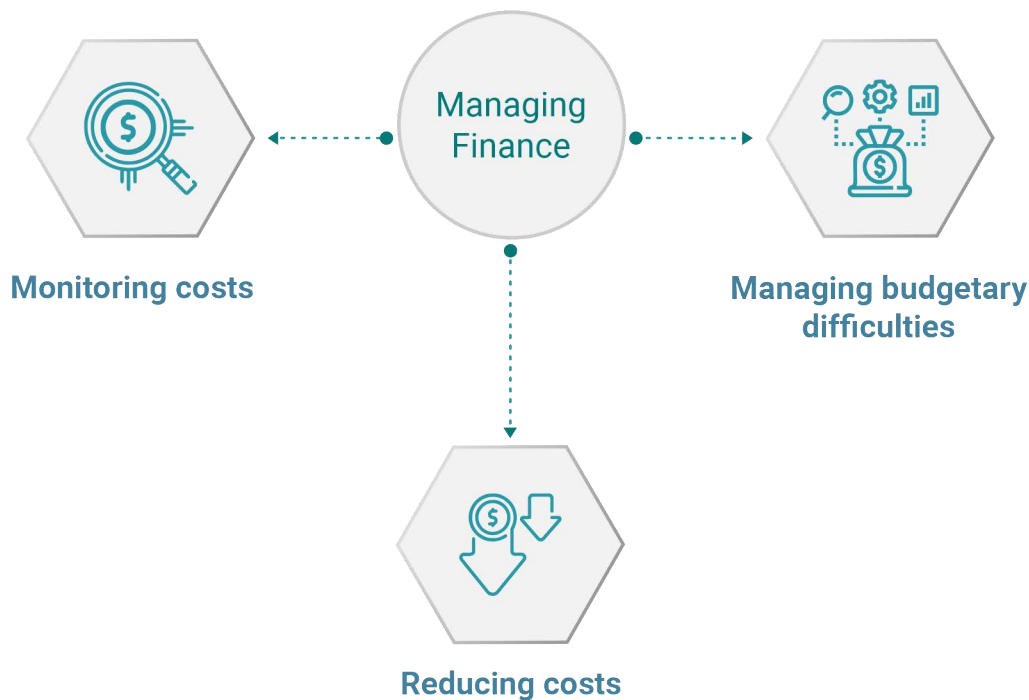 Managing
Finance
Monitoring costs
Managing budgetary
difficulties
Reducing costs